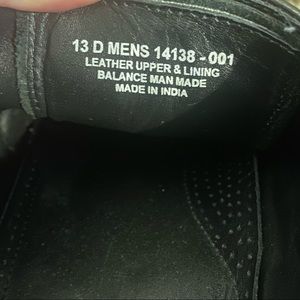 13 D MENS 14138 - 001
LEATHER UPPER & LINING
BALANCE MAN MADE
MADE IN INDIA